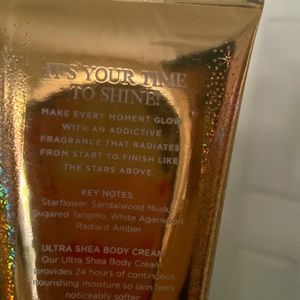 IT'S YOUR TIME
TO SHINE!
MAKE EVERY MOMENT GLOW
WITH AN ADDICTIVE
FRAGRANCE THAT RADIATES
FROM START TO FINISH LIKE
THE STARS ABOVE.
KEY NOTES:
Starflower, Sandalwood Musk,
Sugared Tangelo, White Agarwood,
Radiant Amber
ULTRA SHEA BODY CREAM
Our Ultra Shea Body Cream
provides 24 hours of continuous
nourishing moisture so skin feels
noticeably softer